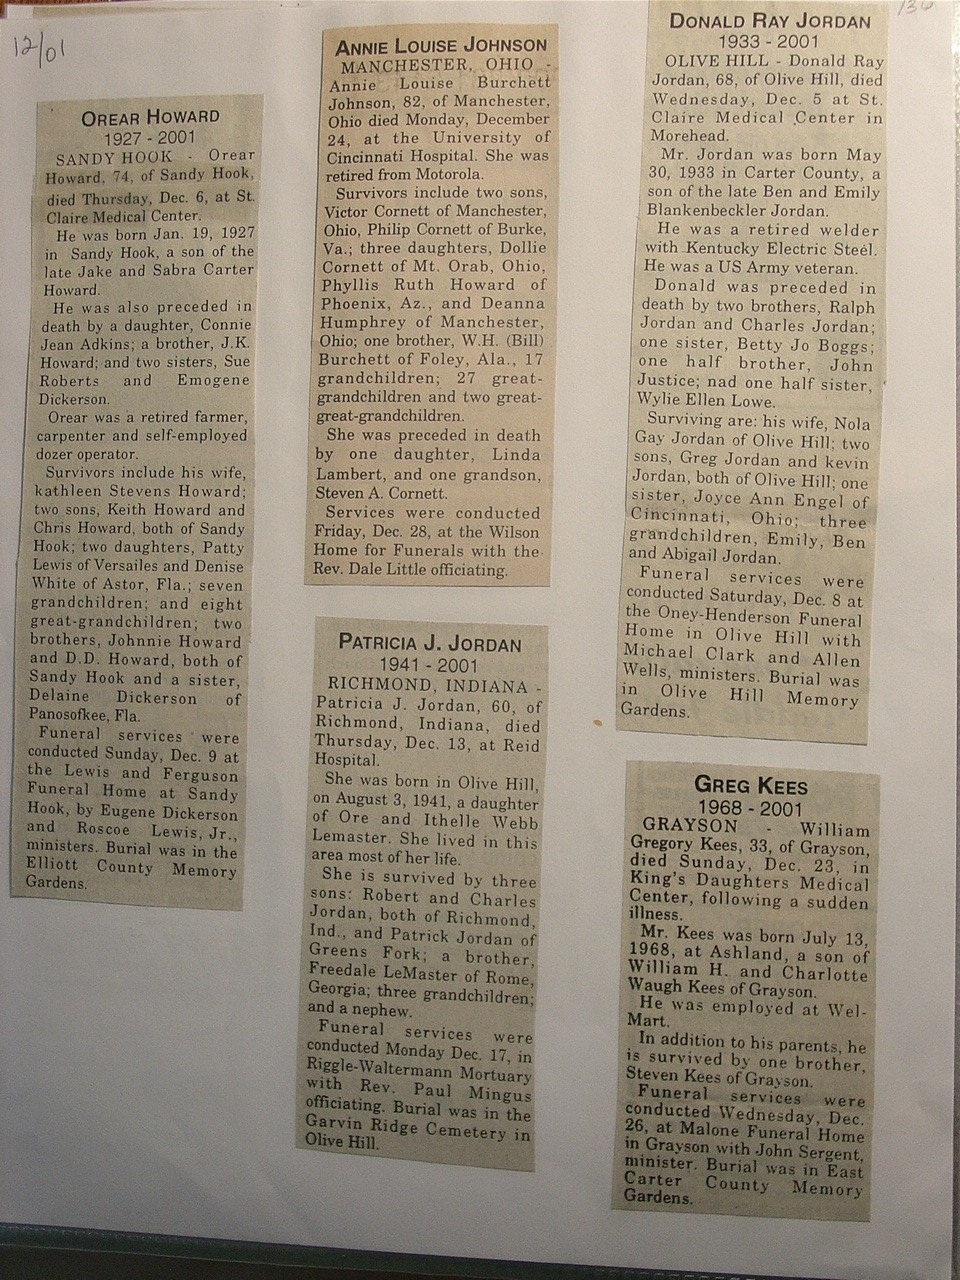 12/01
OREAR HOWARD
1927 - 2001
SANDY HOOK - Orear
Howard, 74, of Sandy Hook,
died Thursday, Dec. 6, at St.
Claire Medical Center.
He was born Jan. 19, 1927
in Sandy Hook, a son of the
late Jake and Sabra Carter
Howard.
He was also preceded in
death by a daughter, Connie
Jean Adkins; a brother, J.K.
Howard; and two sisters, Sue
Roberts and Emogene
Dickerson.
Orear was a retired farmer,
carpenter and self-employed
dozer operator.
Survivors include his wife,
kathleen Stevens Howard;
two sons, Keith Howard and
Chris Howard, both of Sandy
Hook; two daughters, Patty
Lewis of Versailes and Denise
White of Astor, Fla.; seven
grandchildren; and eight
great-grandchildren; two
brothers, Johnnie Howard
and D.D. Howard, both of
Sandy Hook and a sister,
Delaine Dickerson of
Panosofkee, Fla.
Funeral services were
conducted Sunday, Dec. 9 at
the Lewis and Ferguson
Funeral Home at Sandy
Hook, by Eugene Dickerson
and Roscoe Lewis, Jr.,
ministers. Burial was in the
Elliott County Memory
Gardens.
ANNIE LOUISE JOHNSON
MANCHESTER, OHIO -
Annie Louise Burchett
Johnson, 82, of Manchester,
Ohio died Monday, December
24, at the University of
Cincinnati Hospital. She was
retired from Motorola.
Survivors include two sons,
Victor Cornett of Manchester,
Ohio, Philip Cornett of Burke,
Va.; three daughters, Dollie
Cornett of Mt. Orab, Ohio,
Phyllis Ruth Howard of
Phoenix, Az., and Deanna
Humphrey of Manchester,
Ohio; one brother, W.H. (Bill)
Burchett of Foley, Ala., 17
grandchildren; 27 great-
grandchildren and two great-
great-grandchildren.
She was preceded in death
by one daughter, Linda
Lambert, and one grandson,
Steven A. Cornett.
Services were conducted
Friday, Dec. 28, at the Wilson
Home for Funerals with the
Rev. Dale Little officiating.
PATRICIA J. JORDAN
1941 - 2001
RICHMOND, INDIANA -
Patricia J. Jordan, 60, of
Richmond, Indiana, died
Thursday, Dec. 13, at Reid
Hospital.
She was born in Olive Hill,
on August 3, 1941, a daughter
of Ore and Ithelle Webb
Lemaster. She lived in this
area most of her life.
She is survived by three
sons: Robert and Charles
Jordan, both of Richmond,
Ind., and Patrick Jordan of
Greens Fork; a brother,
Freedale LeMaster of Rome,
Georgia; three grandchildren;
and a nephew.
Funeral services were
conducted Monday Dec. 17, in
Riggle-Waltermann Mortuary
with Rev. Paul Mingus
officiating. Burial was in the
Garvin Ridge Cemetery in
Olive Hill.
DONALD RAY JORDAN
1933 - 2001
OLIVE HILL - Donald Ray
Jordan, 68, of Olive Hill, died
Wednesday, Dec. 5 at St.
Claire Medical Center in
Morehead.
Mr. Jordan was born May
30, 1933 in Carter County, a
son of the late Ben and Emily
Blankenbeckler Jordan.
He was a retired welder
with Kentucky Electric Steel.
He was a US Army veteran.
Donald was preceded in
death by two brothers, Ralph
Jordan and Charles Jordan;
one sister, Betty Jo Boggs;
one half brother, John
Justice; nad one half sister,
Wylie Ellen Lowe.
Surviving are: his wife, Nola
Gay Jordan of Olive Hill; two
sons, Greg Jordan and kevin
Jordan, both of Olive Hill; one
sister, Joyce Ann Engel of
Cincinnati, Ohio; three
grandchildren, Emily, Ben
and Abigail Jordan.
Funeral services were
conducted Saturday, Dec. 8 at
the Oney-Henderson Funeral
Home in Olive Hill with
Michael Clark and Allen
Wells, ministers. Burial was
in Olive Hill Memory
Gardens.
GREG KEES
1968 - 2001
GRAYSON - William
Gregory Kees, 33, of Grayson,
died Sunday, Dec. 23, in
King's Daughters Medical
Center, following a sudden
illness.
Mr. Kees was born July 13,
1968, at Ashland, a son of
William H. and Charlotte
Waugh Kees of Grayson.
He was employed at Wel-
Mart.
In addition to his parents, he
is survived by one brother,
Steven Kees of Grayson.
Funeral services were
conducted Wednesday, Dec.
26, at Malone Funeral Home
in Grayson with John Sergent,
minister. Burial was in East
Carter County Memory
Gardens.